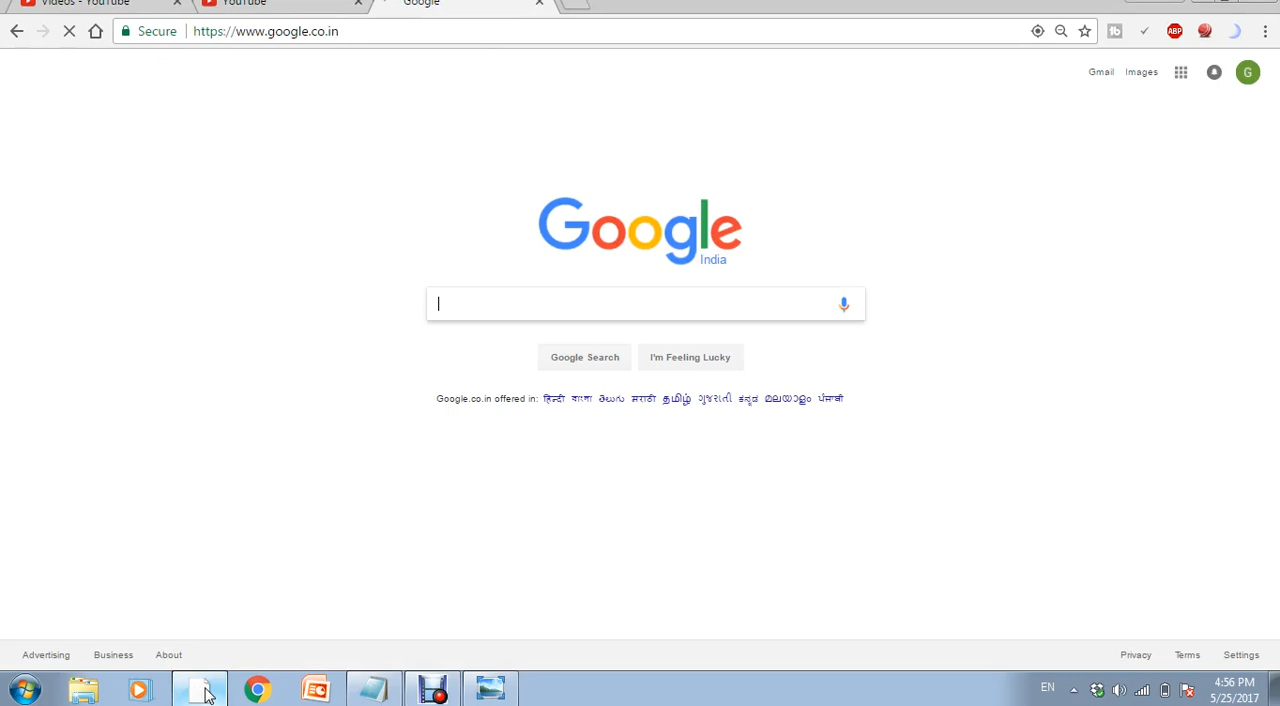 Videos - YouTube
YouTube
Google
Secure
https://www.google.co.in
ABP
Gmail
Images
G
Google
India
Google Search
I'm Feeling Lucky
Google.co.in offered in: हिन्दी বাংলা తెలుగు मराठी தமிழ் ગુજરાતી ಕನ್ನಡ മലയാളം ਪੰਜਾਬੀ
Advertising
Business
About
Privacy
Terms
Settings
EN
4:56 PM
5/25/2017